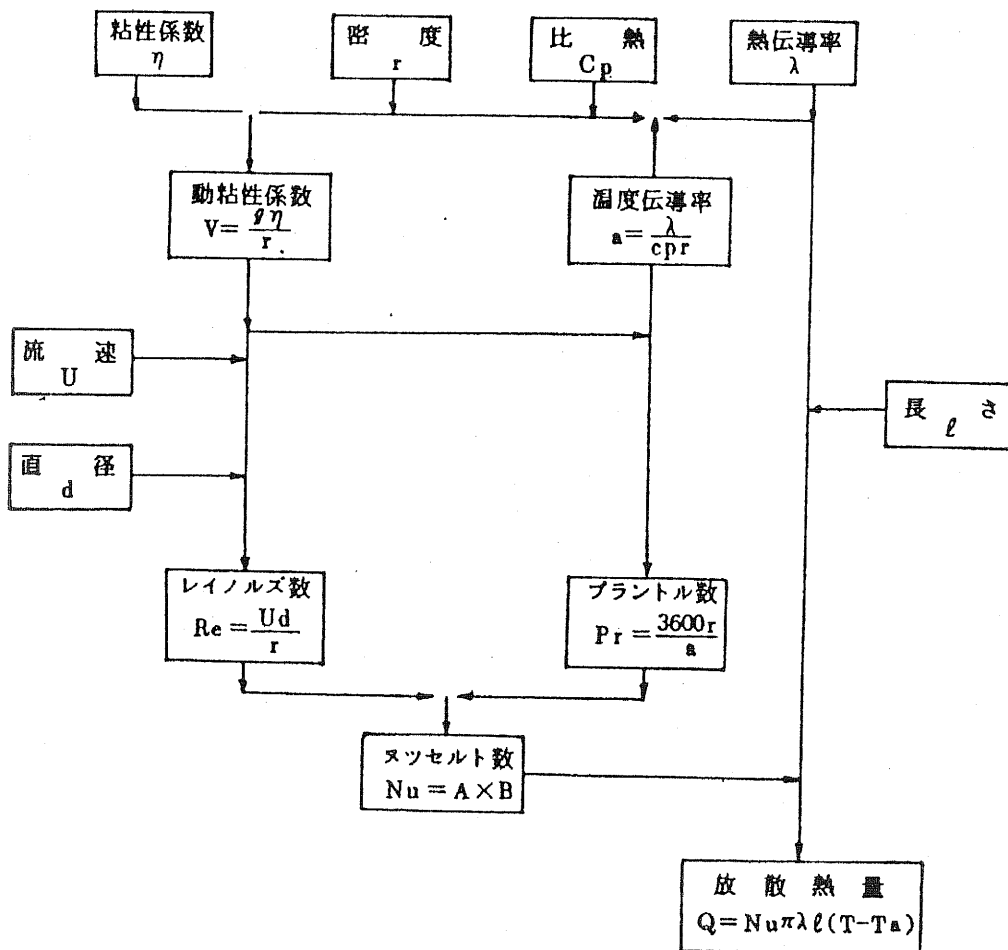 粘性係数
η
密 度
r
比 熱
Cp
熱伝導率
λ
動粘性係数
V=gη/r
温度伝導率
a=λ/cpr
流 速
U
長 さ
ℓ
直 径
d
レイノルズ数
Re=Ud/r
プラントル数
Pr=3600r/a
ヌッセルト数
Nu=A×B
放 散 熱 量
Q=Nuπλℓ(T-Ta)